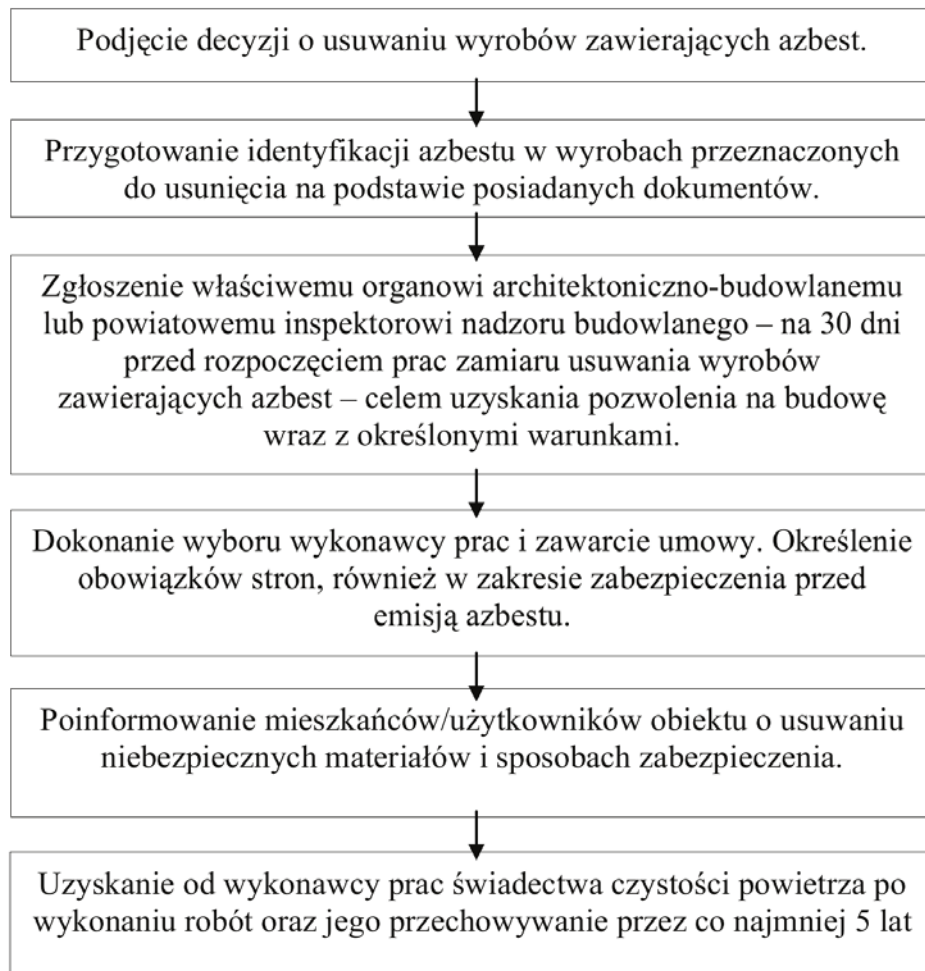 Podjęcie decyzji o usuwaniu wyrobów zawierających azbest.
Przygotowanie identyfikacji azbestu w wyrobach przeznaczonych
do usunięcia na podstawie posiadanych dokumentów.
Zgłoszenie właściwemu organowi architektoniczno-budowlanemu
lub powiatowemu inspektorowi nadzoru budowlanego – na 30 dni
przed rozpoczęciem prac zamiaru usuwania wyrobów
zawierających azbest – celem uzyskania pozwolenia na budowę
wraz z określonymi warunkami.
Dokonanie wyboru wykonawcy prac i zawarcie umowy. Określenie
obowiązków stron, również w zakresie zabezpieczenia przed
emisją azbestu.
Poinformowanie mieszkańców/użytkowników obiektu o usuwaniu
niebezpiecznych materiałów i sposobach zabezpieczenia.
Uzyskanie od wykonawcy prac świadectwa czystości powietrza po
wykonaniu robót oraz jego przechowywanie przez co najmniej 5 lat